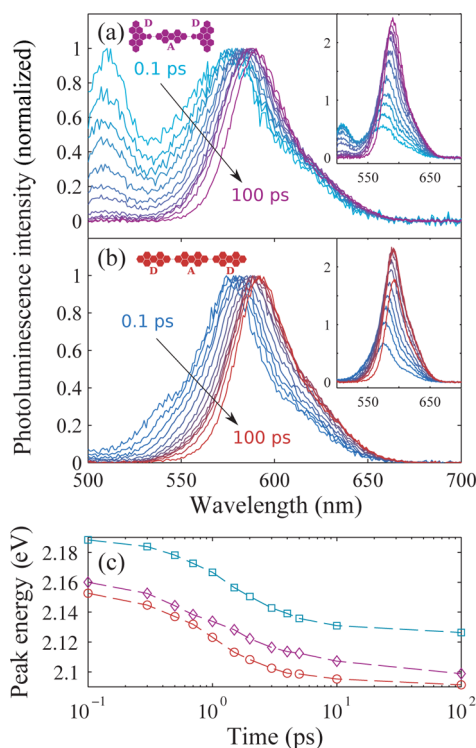 (a)
D D
A
0.1 ps
100 ps
1
0.8
0.6
0.4
0.2
0
2
1
0
550 650
Photoluminescence intensity (normalized)
(b)
D A D
0.1 ps
100 ps
1
0.8
0.6
0.4
0.2
0
2
1
0
550 650
500 550 600 650 700
Wavelength (nm)
(c)
Peak energy (eV)
2.18
2.16
2.14
2.12
2.1
10⁻¹ 10⁰ 10¹ 10²
Time (ps)